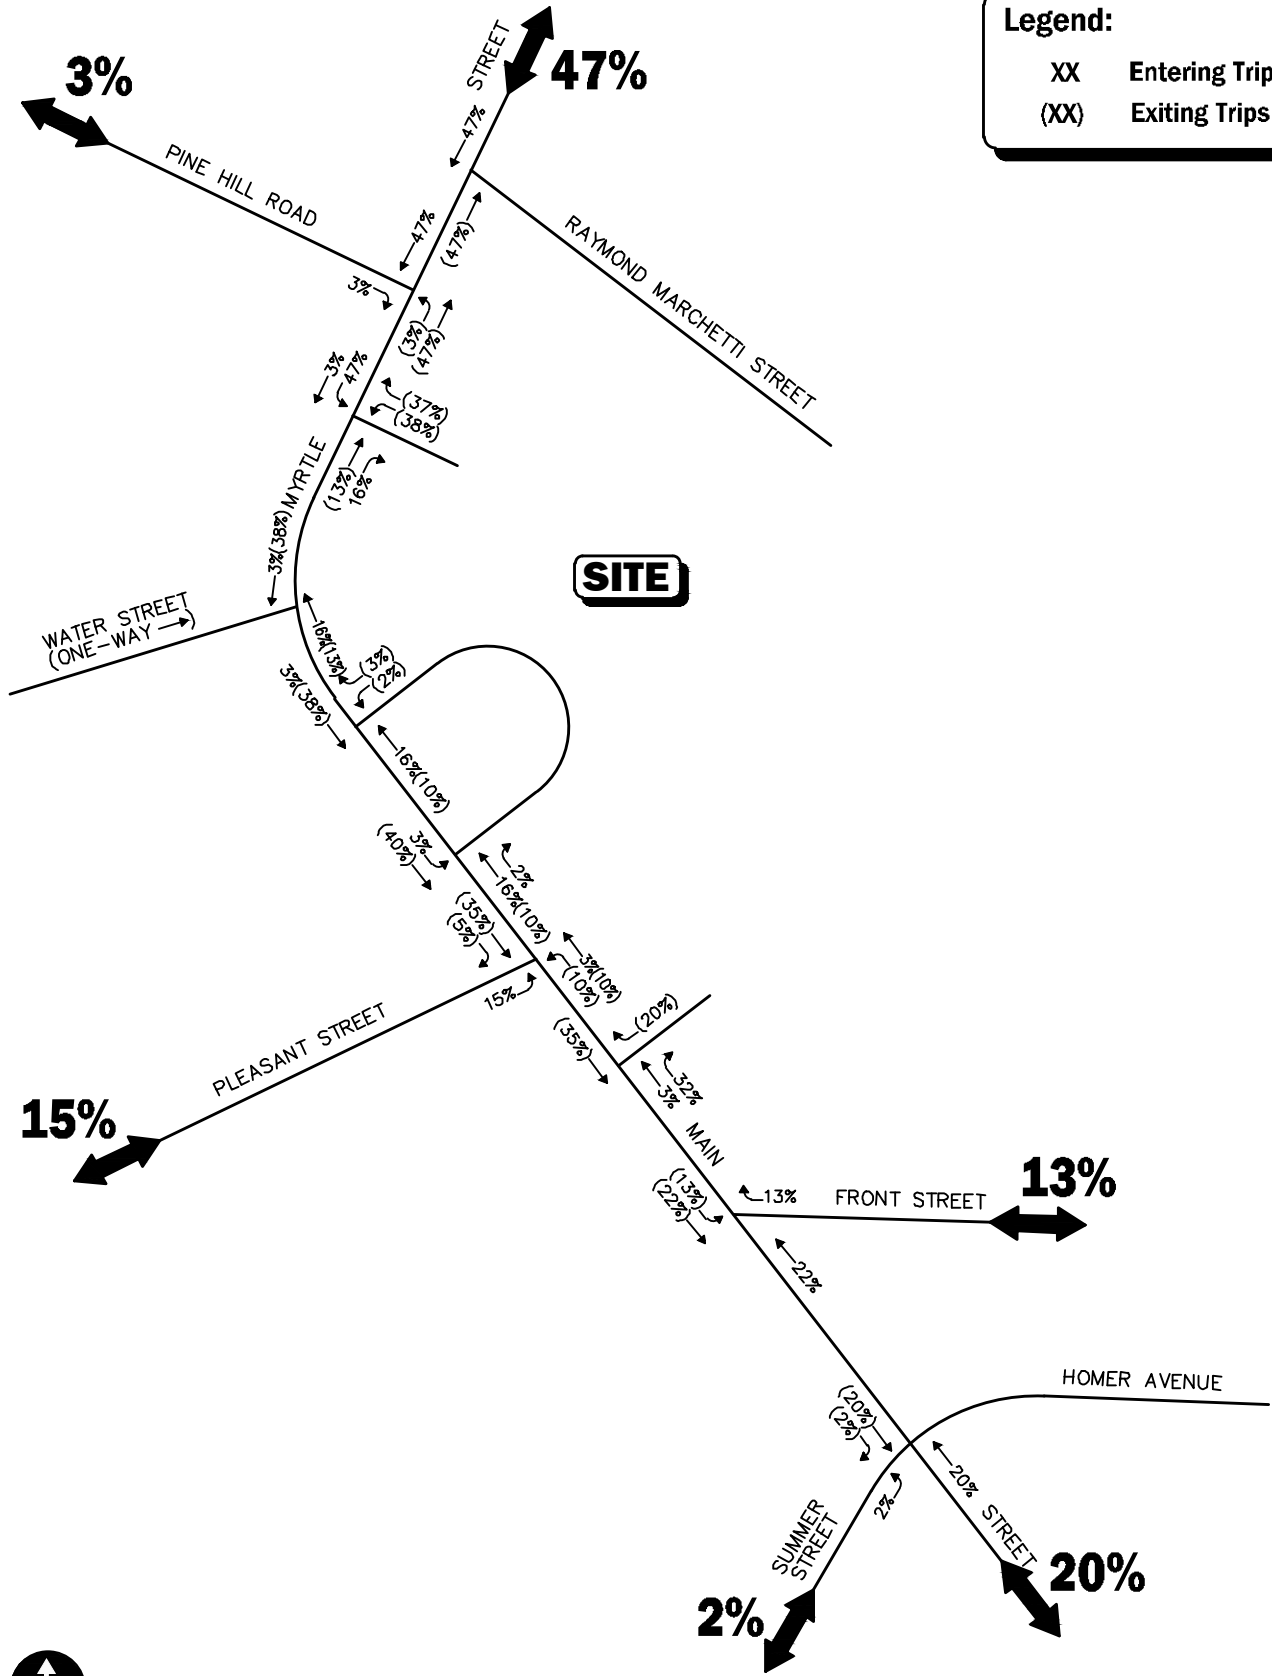 Legend:
XX Entering Trip
(XX) Exiting Trips
3%
47%
STREET
47%
PINE HILL ROAD
47%
(47%)
RAYMOND MARCHETTI STREET
3%
(3%)
(47%)
3%
47%
(37%)
(38%)
MYRTLE
(13%)
16%
3%(38%)
SITE
WATER STREET
(ONE-WAY → )
16%(13%)
(3%)
(2%)
3%(38%)
16%(10%)
3%
(40%)
2%
16%(10%)
(35%)
(5%)
3%(10%)
(10%)
15%
PLEASANT STREET
(20%)
(35%)
32%
3%
15%
MAIN
(13%)
(22%)
13%
FRONT STREET
13%
22%
HOMER AVENUE
(20%)
(2%)
20%
2%
STREET
SUMMER
STREET
20%
2%